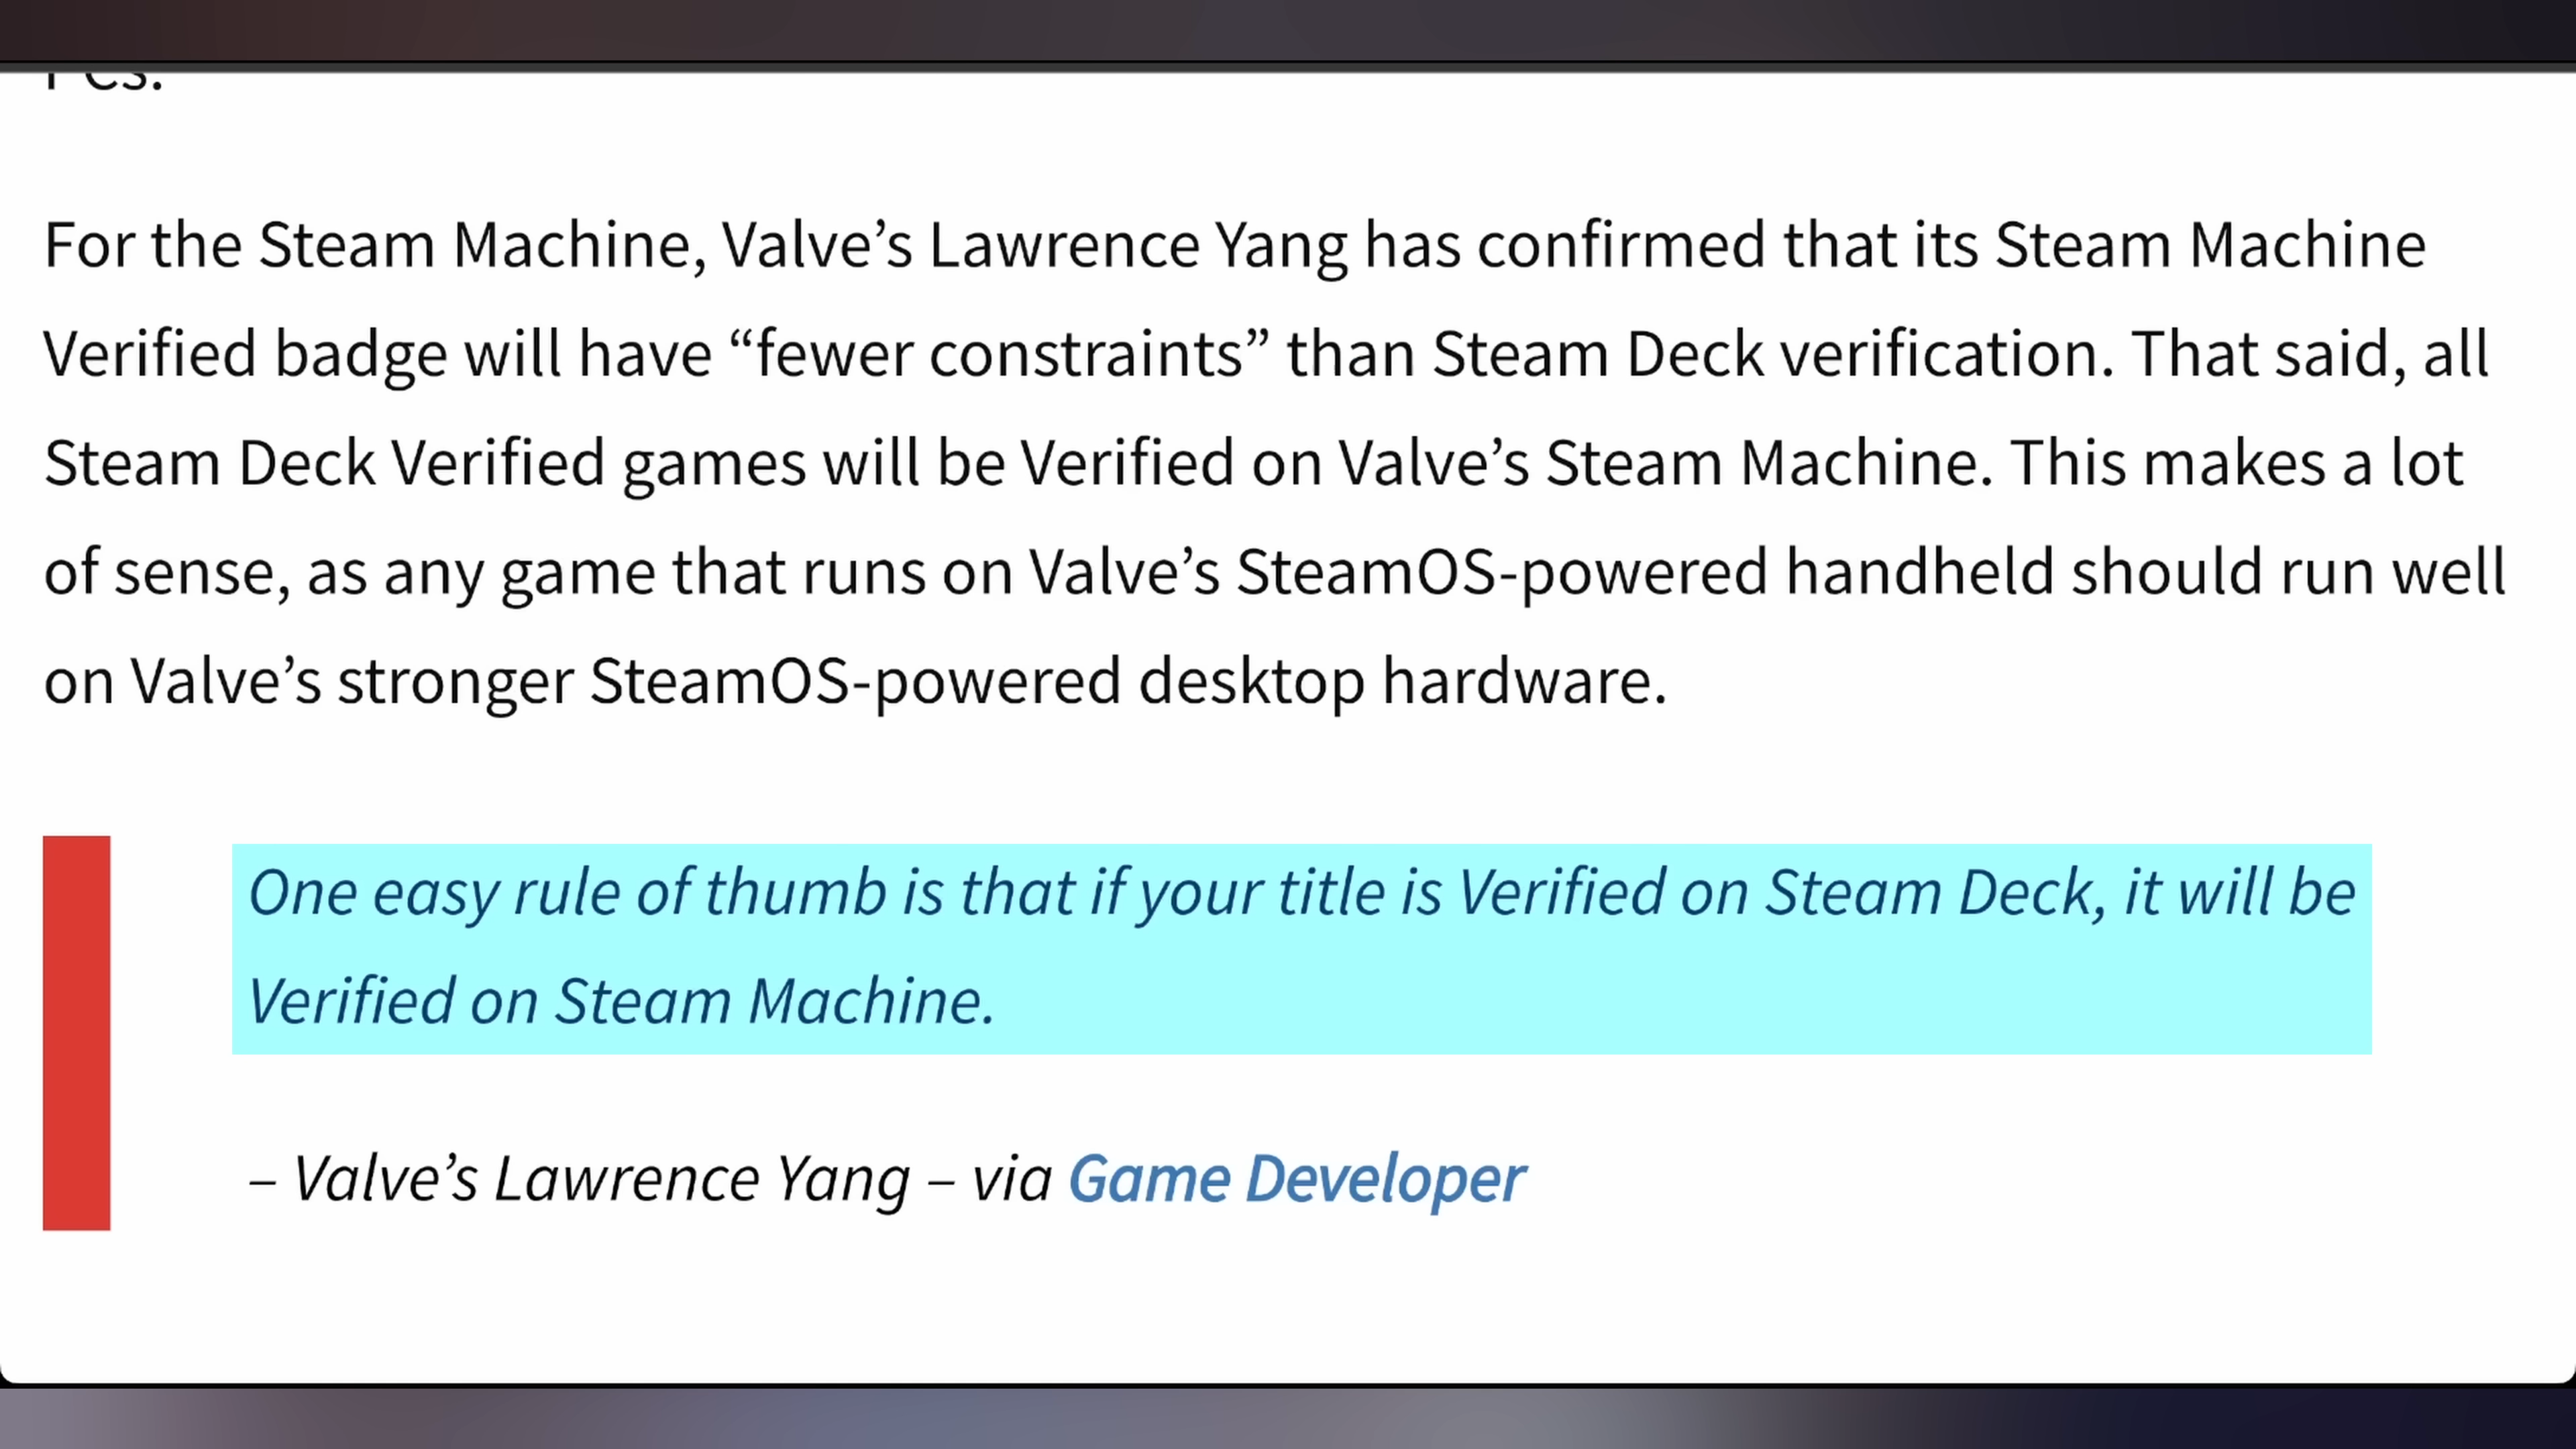 For the Steam Machine, Valve’s Lawrence Yang has confirmed that its Steam Machine
Verified badge will have “fewer constraints” than Steam Deck verification. That said, all
Steam Deck Verified games will be Verified on Valve’s Steam Machine. This makes a lot
of sense, as any game that runs on Valve’s SteamOS-powered handheld should run well
on Valve’s stronger SteamOS-powered desktop hardware.
One easy rule of thumb is that if your title is Verified on Steam Deck, it will be
Verified on Steam Machine.
– Valve’s Lawrence Yang – via Game Developer